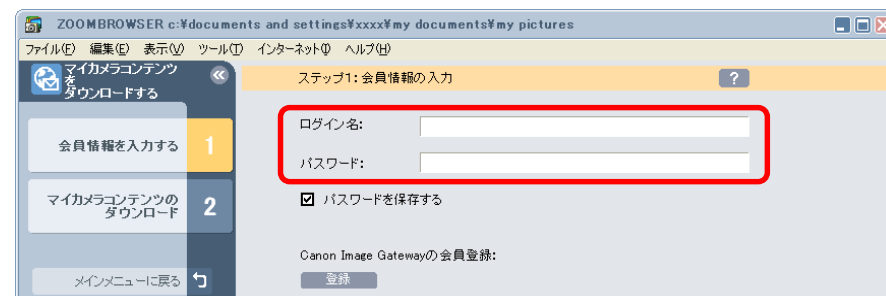 ZOOMBROWSER c:¥documents and settings¥xxxx¥my documents¥my pictures
ファイル(F) 編集(E) 表示(V) ツール(T) インターネット(I) ヘルプ(H)
マイカメラコンテンツ
を
ダウンロードする
ステップ1: 会員情報の入力
?
ログイン名:
会員情報を入力する 1
パスワード:
マイカメラコンテンツの
ダウンロード 2
パスワードを保存する
Canon Image Gatewayの会員登録:
メインメニューに戻る
登録